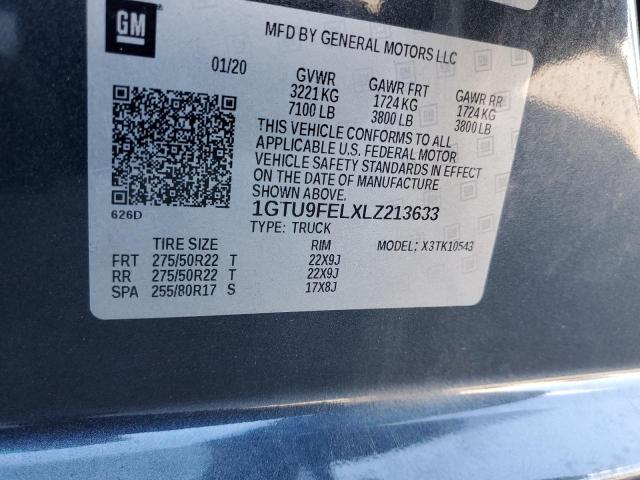 GM
MFD BY GENERAL MOTORS LLC
01/20
GVWR
3221 KG
7100 LB
GAWR FRT
1724 KG
3800 LB
GAWR RR
1724 KG
3800 LB
THIS VEHICLE CONFORMS TO ALL
APPLICABLE U.S. FEDERAL MOTOR
VEHICLE SAFETY STANDARDS IN EFFECT
ON THE DATE OF MANUFACTURE
SHOWN ABOVE.
626D
1GTU9FELXLZ213633
TYPE: TRUCK
MODEL: X3TK10543
TIRE SIZE RIM
FRT 275/50R22 T 22X9J
RR 275/50R22 T 22X9J
SPA 255/80R17 S 17X8J